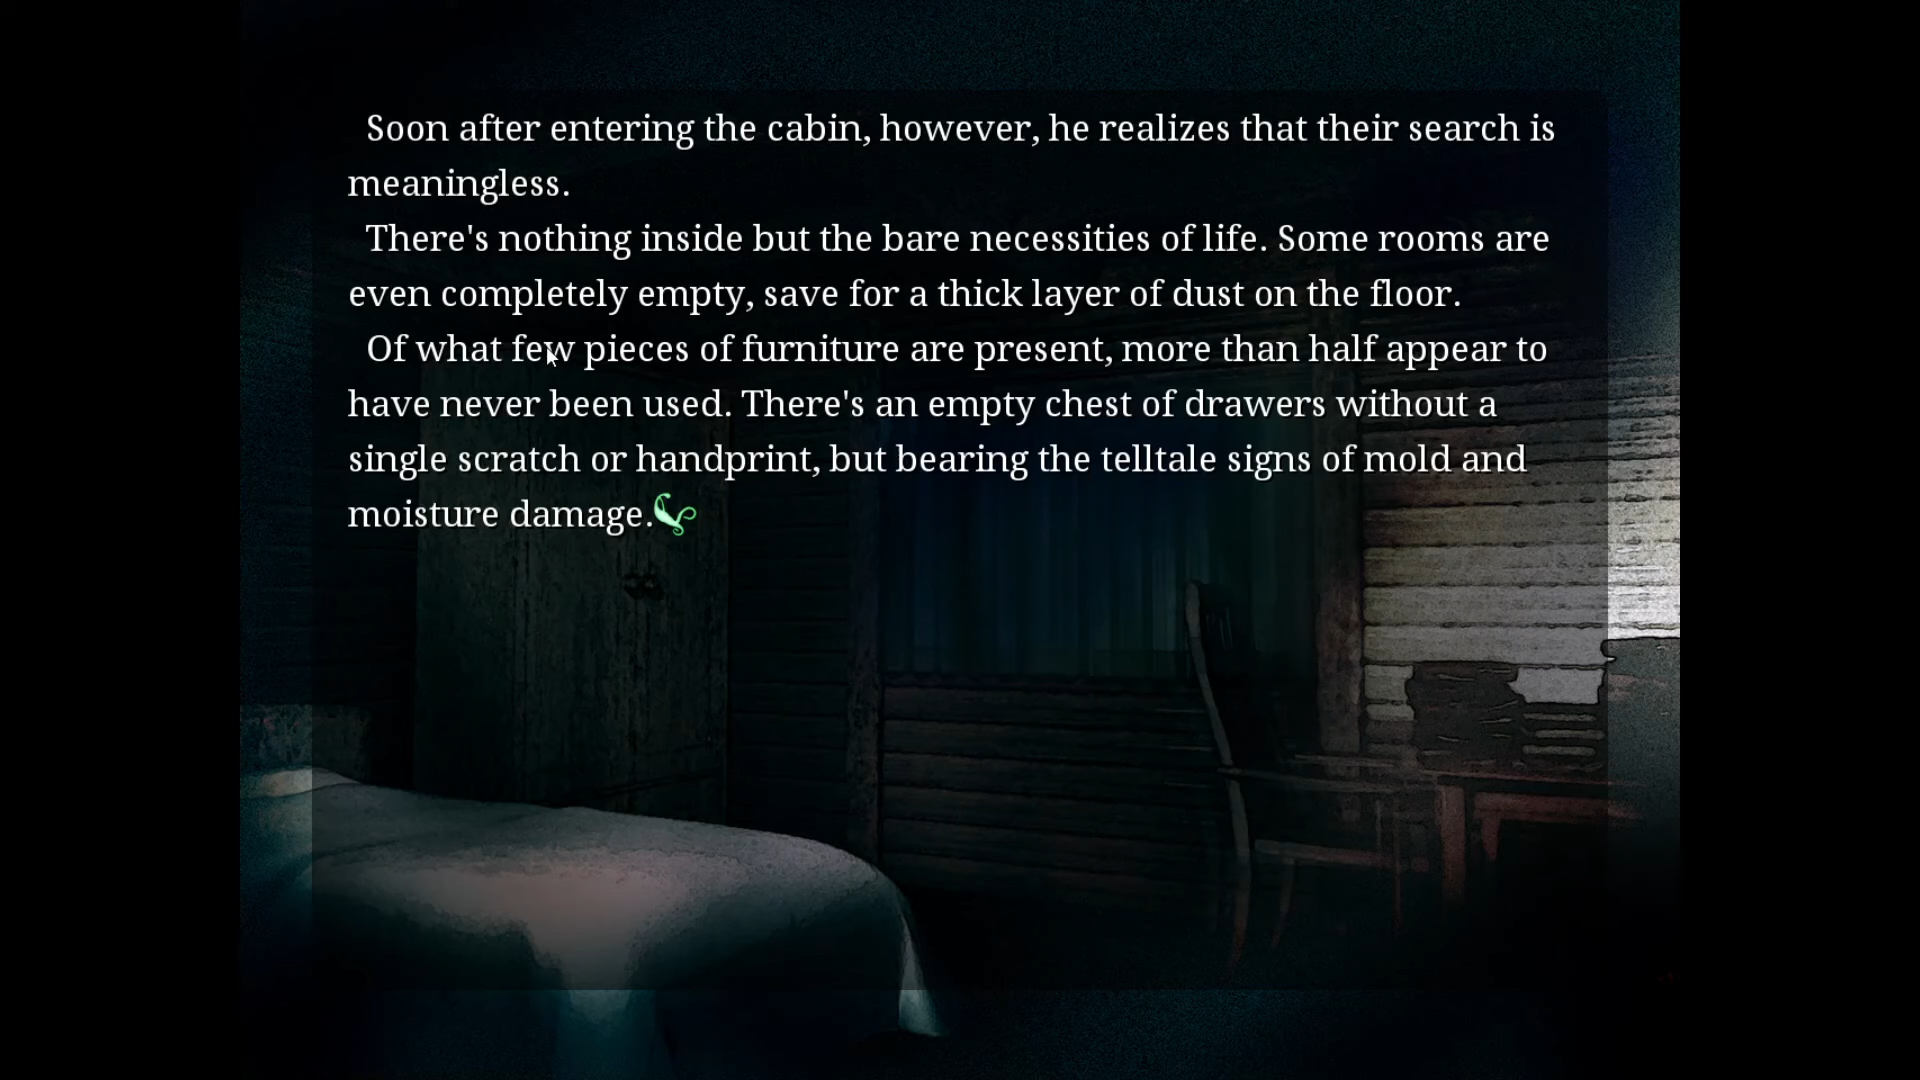 Soon after entering the cabin, however, he realizes that their search is
meaningless.
There's nothing inside but the bare necessities of life. Some rooms are
even completely empty, save for a thick layer of dust on the floor.
Of what few pieces of furniture are present, more than half appear to
have never been used. There's an empty chest of drawers without a
single scratch or handprint, but bearing the telltale signs of mold and
moisture damage.